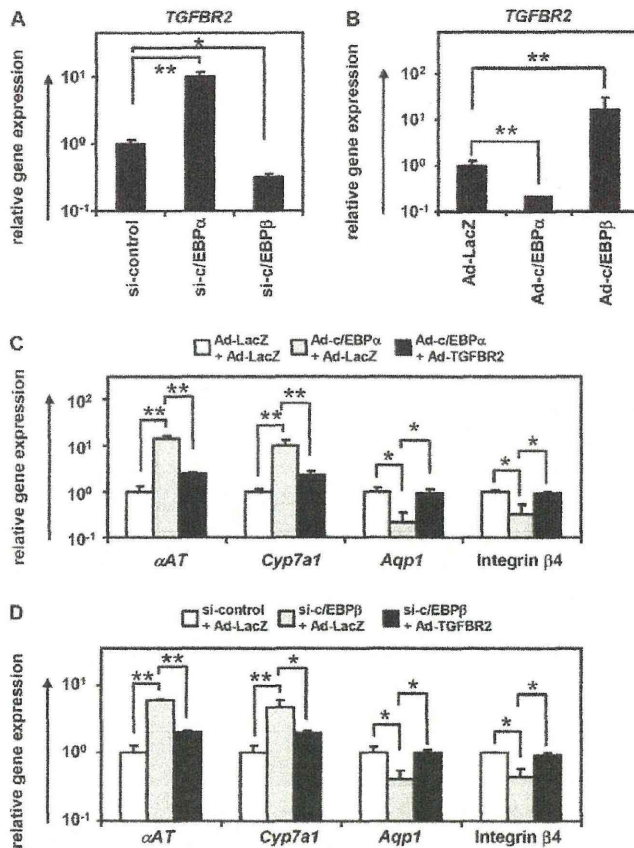 A
TGFBR2
relative gene expression
10¹
10⁰
10⁻¹
**
*
si-control
si-c/EBPα
si-c/EBPβ
B
TGFBR2
relative gene expression
10²
10¹
10⁰
10⁻¹
**
**
Ad-LacZ
Ad-c/EBPα
Ad-c/EBPβ
C
Ad-LacZ
+ Ad-LacZ
Ad-c/EBPα
+ Ad-LacZ
Ad-c/EBPα
+ Ad-TGFBR2
relative gene expression
10²
10¹
10⁰
10⁻¹
** **
** **
* *
* *
αAT Cyp7a1 Aqp1 Integrin β4
D
si-control
+ Ad-LacZ
si-c/EBPβ
+ Ad-LacZ
si-c/EBPβ
+ Ad-TGFBR2
relative gene expression
10¹
10⁰
10⁻¹
** **
** *
* *
* *
αAT Cyp7a1 Aqp1 Integrin β4